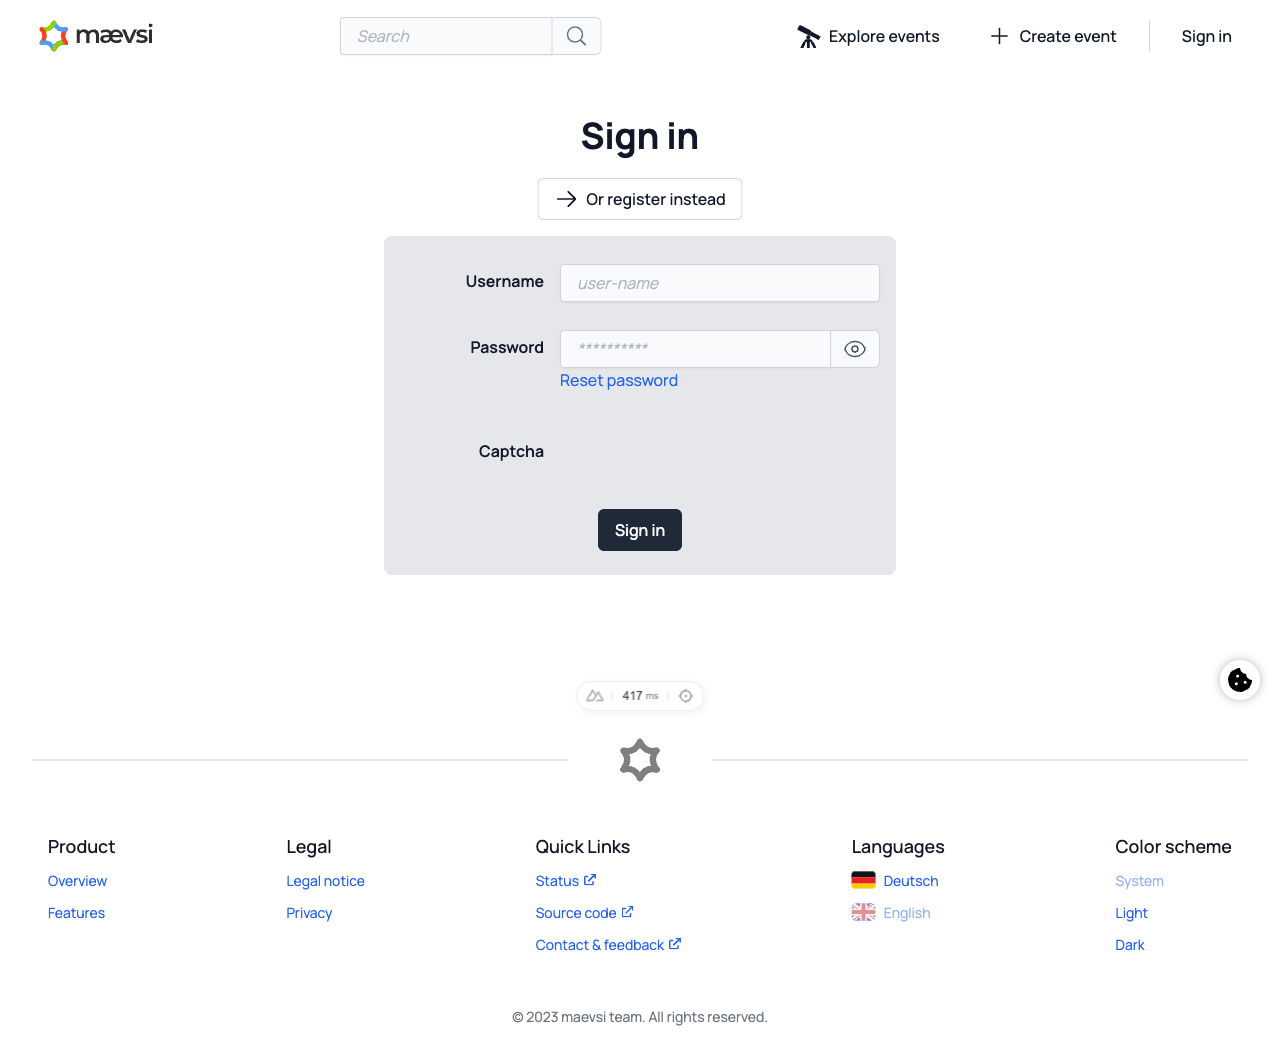 mævsi
Search
Explore events
Create event
Sign in
Sign in
Or register instead
Username
user-name
Password
**********
Reset password
Captcha
Sign in
417 ms
Product
Overview
Features
Legal
Legal notice
Privacy
Quick Links
Status
Source code
Contact & feedback
Languages
Deutsch
English
Color scheme
System
Light
Dark
© 2023 maevsi team. All rights reserved.